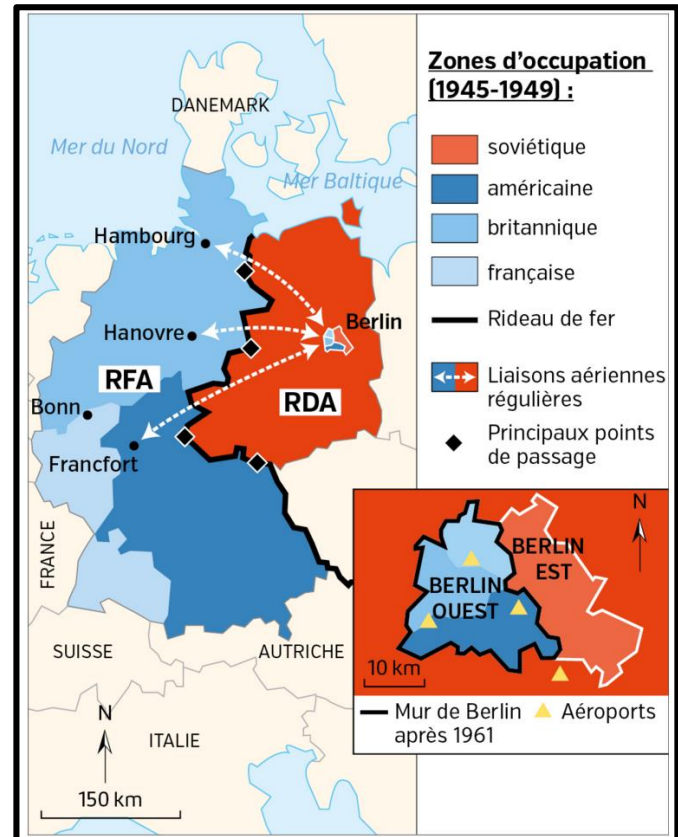 DANEMARK
Mer du Nord
Mer Baltique
Hambourg
Hanovre
Berlin
RFA
RDA
Bonn
Francfort
FRANCE
SUISSE
AUTRICHE
ITALIE
N
150 km
Zones d'occupation
(1945-1949) :
soviétique
américaine
britannique
française
Rideau de fer
Liaisons aériennes
régulières
Principaux points
de passage
N
BERLIN
EST
BERLIN
OUEST
10 km
Mur de Berlin
après 1961
Aéroports